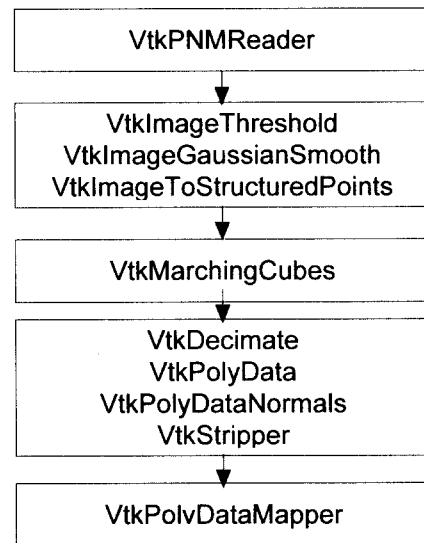 VtkPNMReader
VtkImageThreshold
VtkImageGaussianSmooth
VtkImageToStructuredPoints
VtkMarchingCubes
VtkDecimate
VtkPolyData
VtkPolyDataNormals
VtkStripper
VtkPolvDataMapper